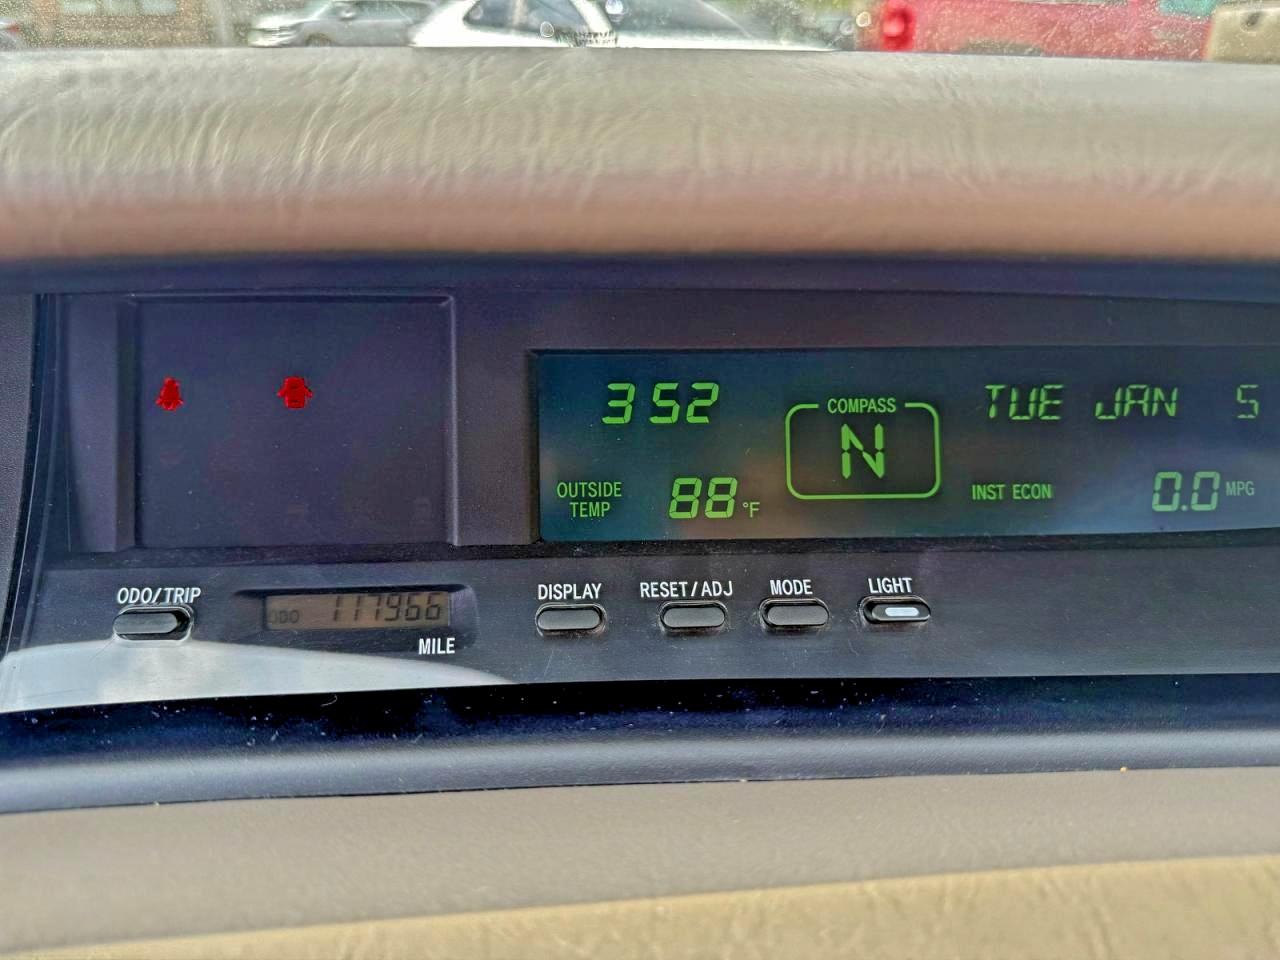 3 52
COMPASS
N
TUE JAN 5
OUTSIDE
TEMP
88 °F
INST ECON
0.0 MPG
ODO/TRIP
ODO 117966
MILE
DISPLAY
RESET/ADJ
MODE
LIGHT